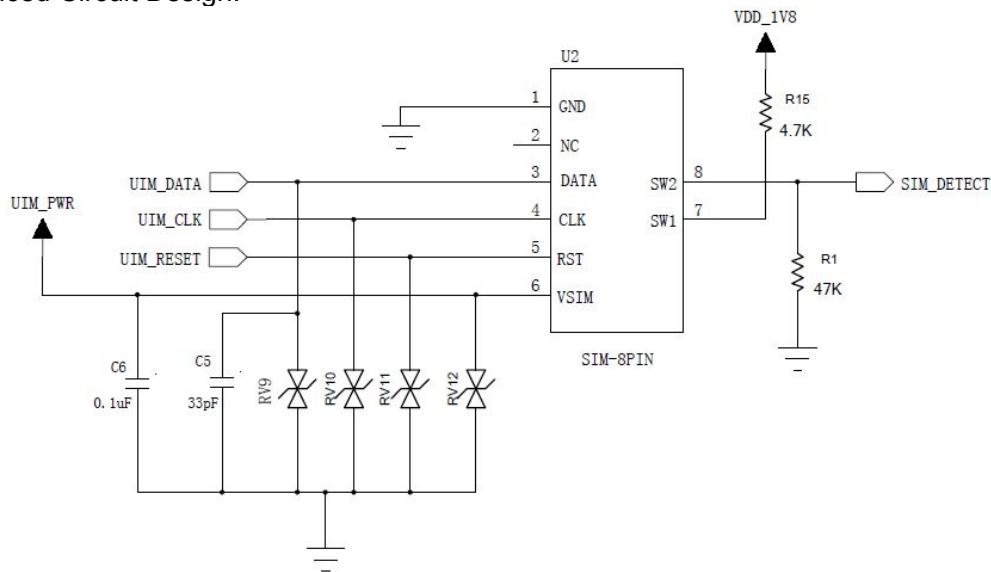 VDD_1V8
U2
R15
4.7K
1 GND
2 NC
UIM_DATA 3 DATA SW2 8 SIM_DETECT
UIM_PWR
UIM_CLK 4 CLK SW1 7
UIM_RESET 5 RST
R1
47K
6 VSIM
SIM-8PIN
C6
0.1uF
C5
33pF
RV9
RV10
RV11
RV12